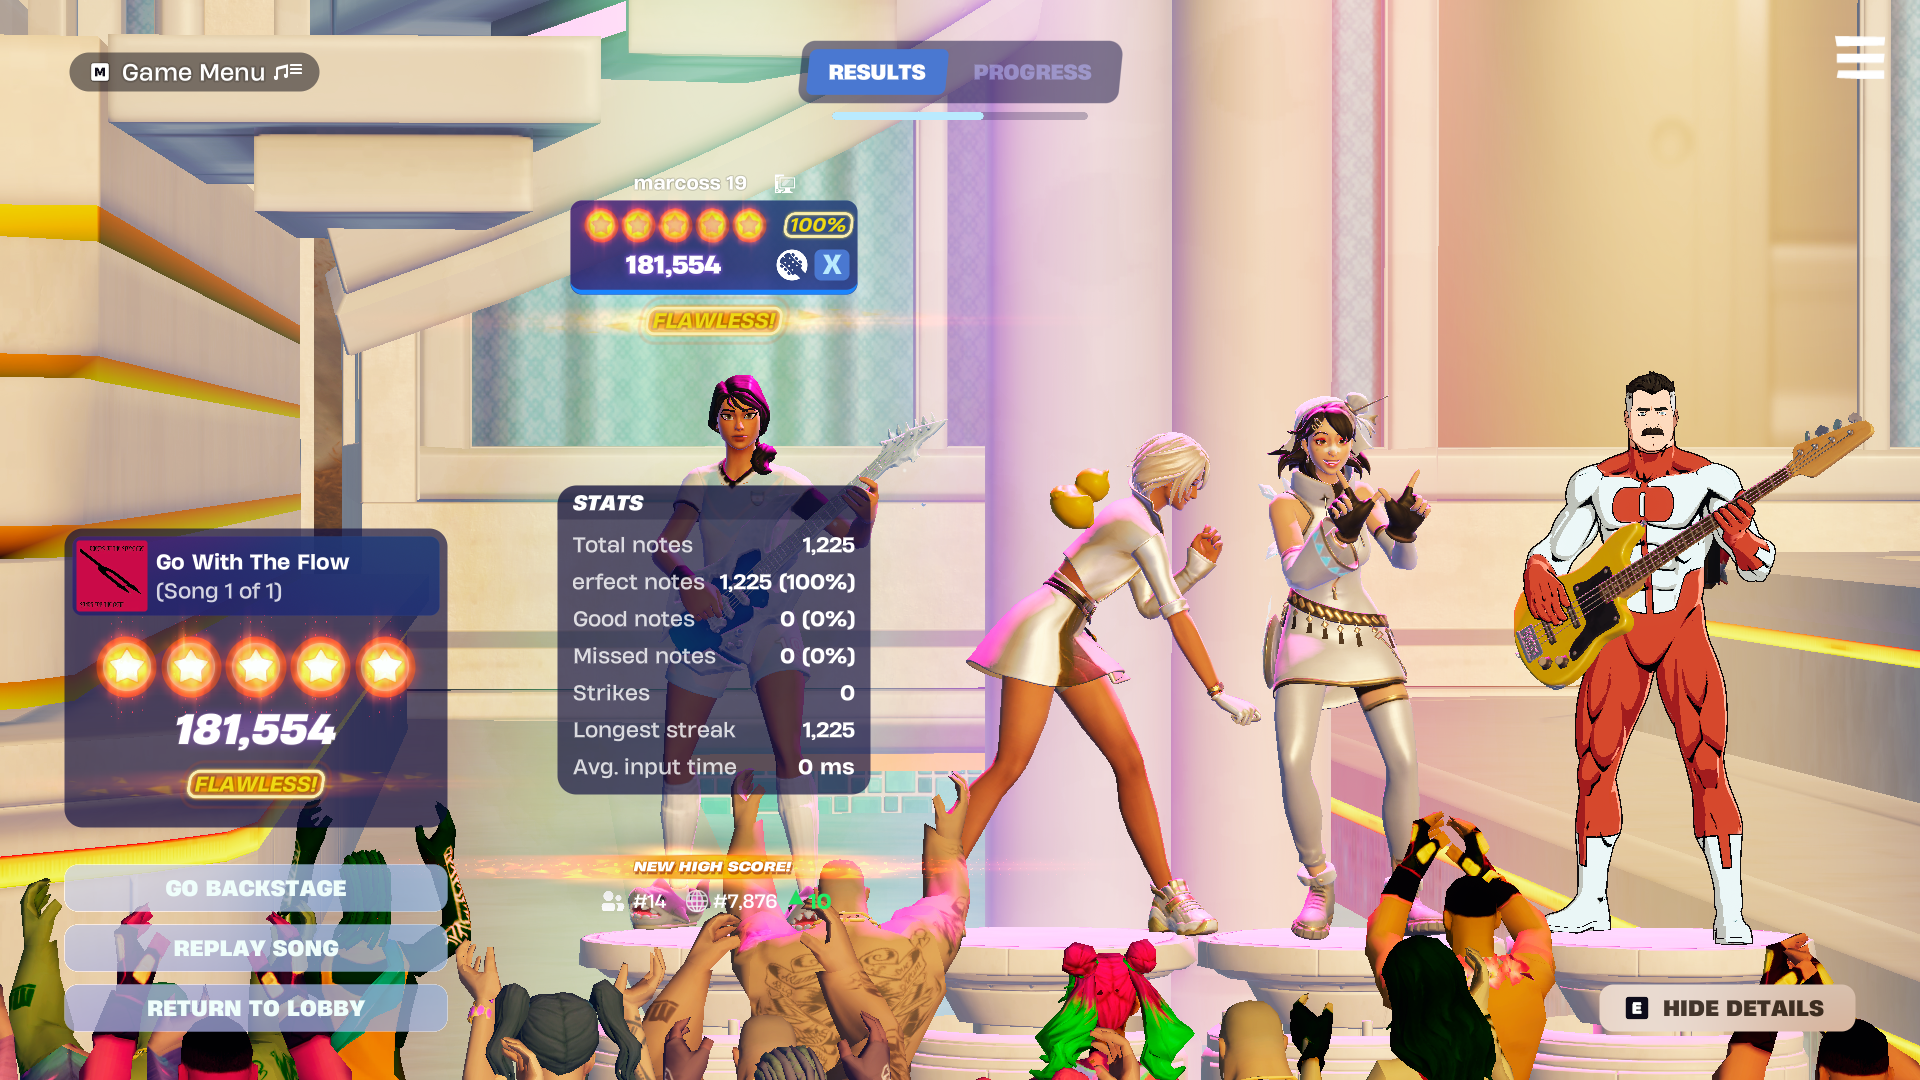 M Game Menu
RESULTS PROGRESS
marcoss 19
100%
181,554 X
FLAWLESS!
STATS
Total notes 1,225
erfect notes 1,225 (100%)
Good notes 0 (0%)
Missed notes 0 (0%)
Strikes 0
Longest streak 1,225
Avg. input time 0 ms
Go With The Flow
(Song 1 of 1)
181,554
FLAWLESS!
NEW HIGH SCORE!
#14 #7,876 10
GO BACKSTAGE
REPLAY SONG
RETURN TO LOBBY
E HIDE DETAILS